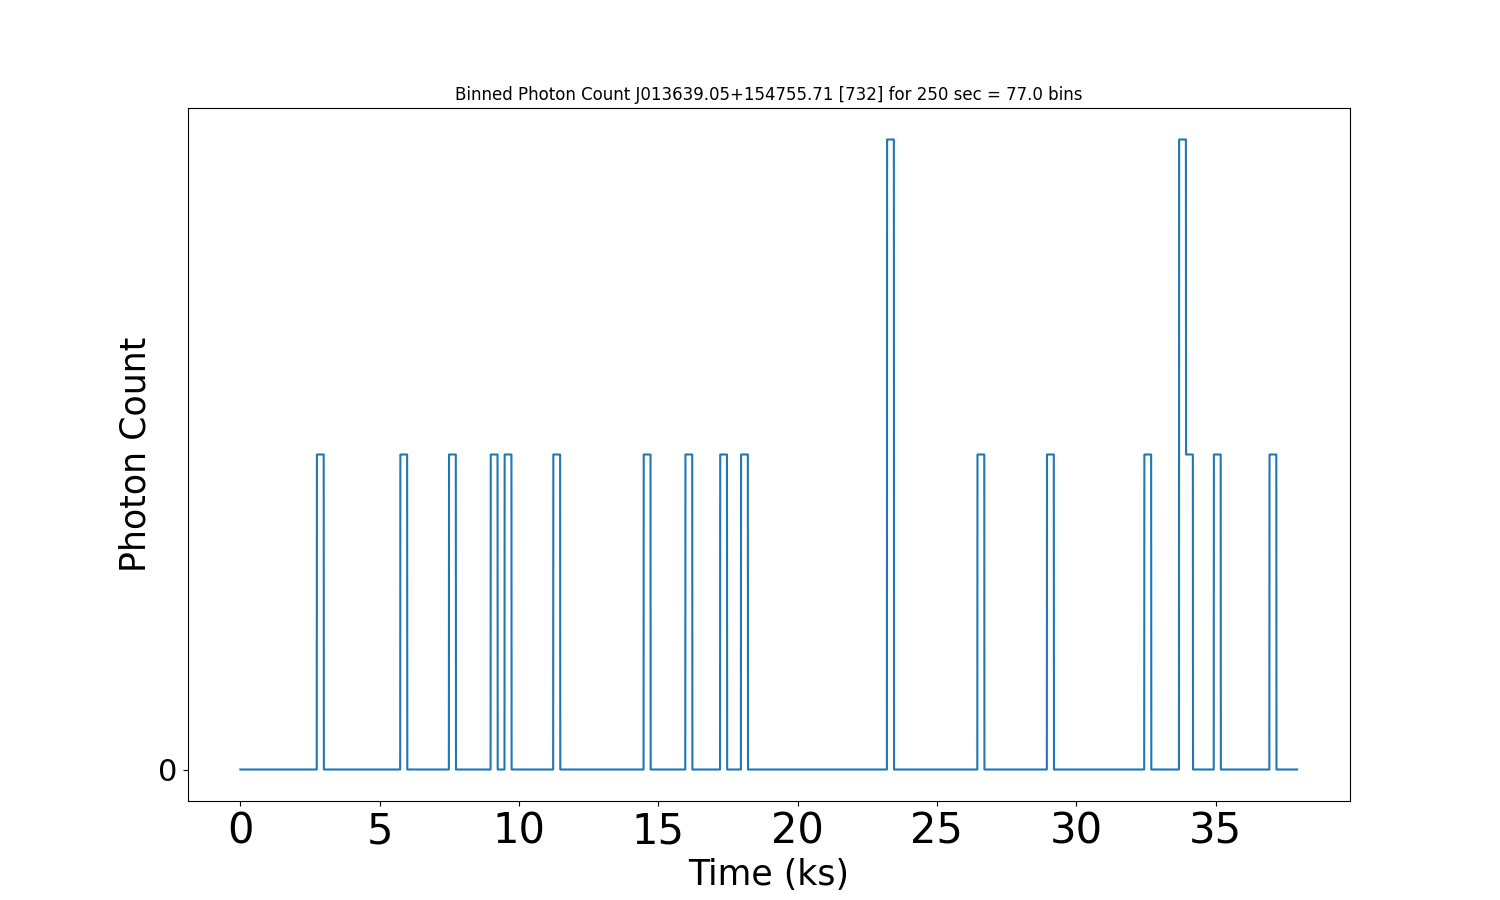 Binned Photon Count J013639.05+154755.71 [732] for 250 sec = 77.0 bins
Photon Count
0
0 5 10 15 20 25 30 35
Time (ks)